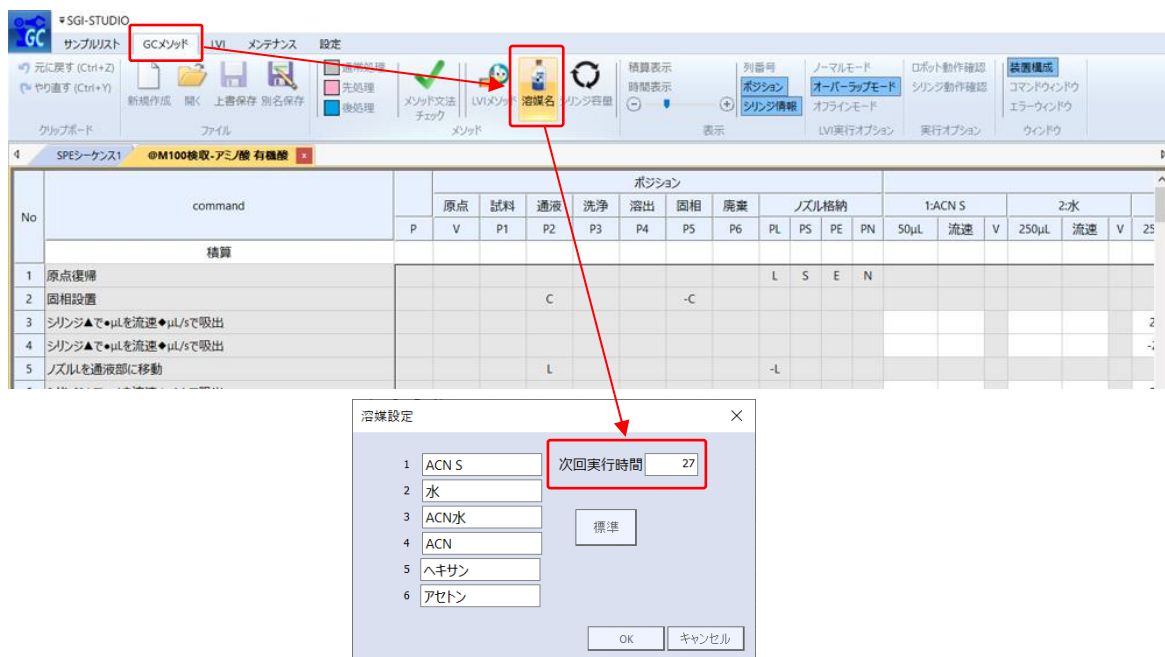 GC
SGI-STUDIO
サンプルリスト GCメソッド LVI メンテナンス 設定
元に戻す (Ctrl+Z)
やり直す (Ctrl+Y)
クリップボード
新規作成 開く 上書保存 別名保存
ファイル
通常処理
先処理
後処理
メソッド文法
チェック
LVIメソッド
溶媒名
シリンジ容量
メソッド
積算表示
時間表示
表示
列番号
ポジション
シリンジ情報
ノーマルモード
オーバーラップモード
オフラインモード
LVI実行オプション
ロボット動作確認
シリンジ動作確認
実行オプション
装置構成
コマンドウィンドウ
エラーウィンドウ
ウィンドウ
SPEシーケンス1 @M100検収-アミノ酸 有機酸 x
ポジション
No command 原点 試料 通液 洗浄 溶出 固相 廃棄 ノズル格納 1:ACN S 2:水
P V P1 P2 P3 P4 P5 P6 PL PS PE PN 50µL 流速 V 250µL 流速 V 25
積算
1 原点復帰 L S E N
2 固相設置 C -C
3 シリンジ▲で●µLを流速◆µL/sで吸出 2
4 シリンジ▲で●µLを流速◆µL/sで吸出 -2
5 ノズルLを通液部に移動 L -L
溶媒設定
1 ACN S 次回実行時間 27
2 水
3 ACN水
標準
4 ACN
5 ヘキサン
6 アセトン
OK キャンセル